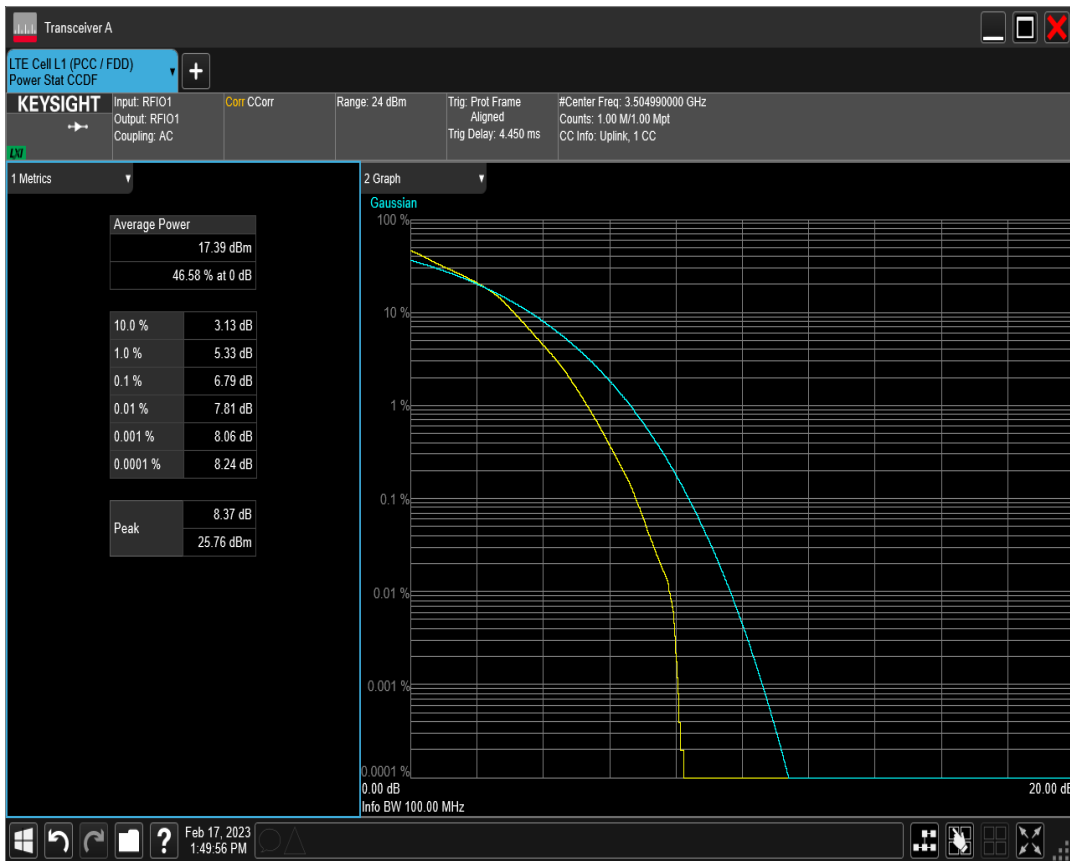 Transceiver A
LTE Cell L1 (PCC / FDD)
Power Stat CCDF
KEYSIGHT
LXI
Input: RFIO1
Output: RFIO1
Coupling: AC
Corr CCorr
Range: 24 dBm
Trig: Prot Frame
Aligned
Trig Delay: 4.450 ms
#Center Freq: 3.504990000 GHz
Counts: 1.00 M/1.00 Mpt
CC Info: Uplink, 1 CC
1 Metrics
Average Power
17.39 dBm
46.58 % at 0 dB
10.0 % 3.13 dB
1.0 % 5.33 dB
0.1 % 6.79 dB
0.01 % 7.81 dB
0.001 % 8.06 dB
0.0001 % 8.24 dB
Peak
8.37 dB
25.76 dBm
2 Graph
Gaussian
100 %
10 %
1 %
0.1 %
0.01 %
0.001 %
0.0001 %
0.00 dB 20.00 dB
Info BW 100.00 MHz
Feb 17, 2023
1:49:56 PM